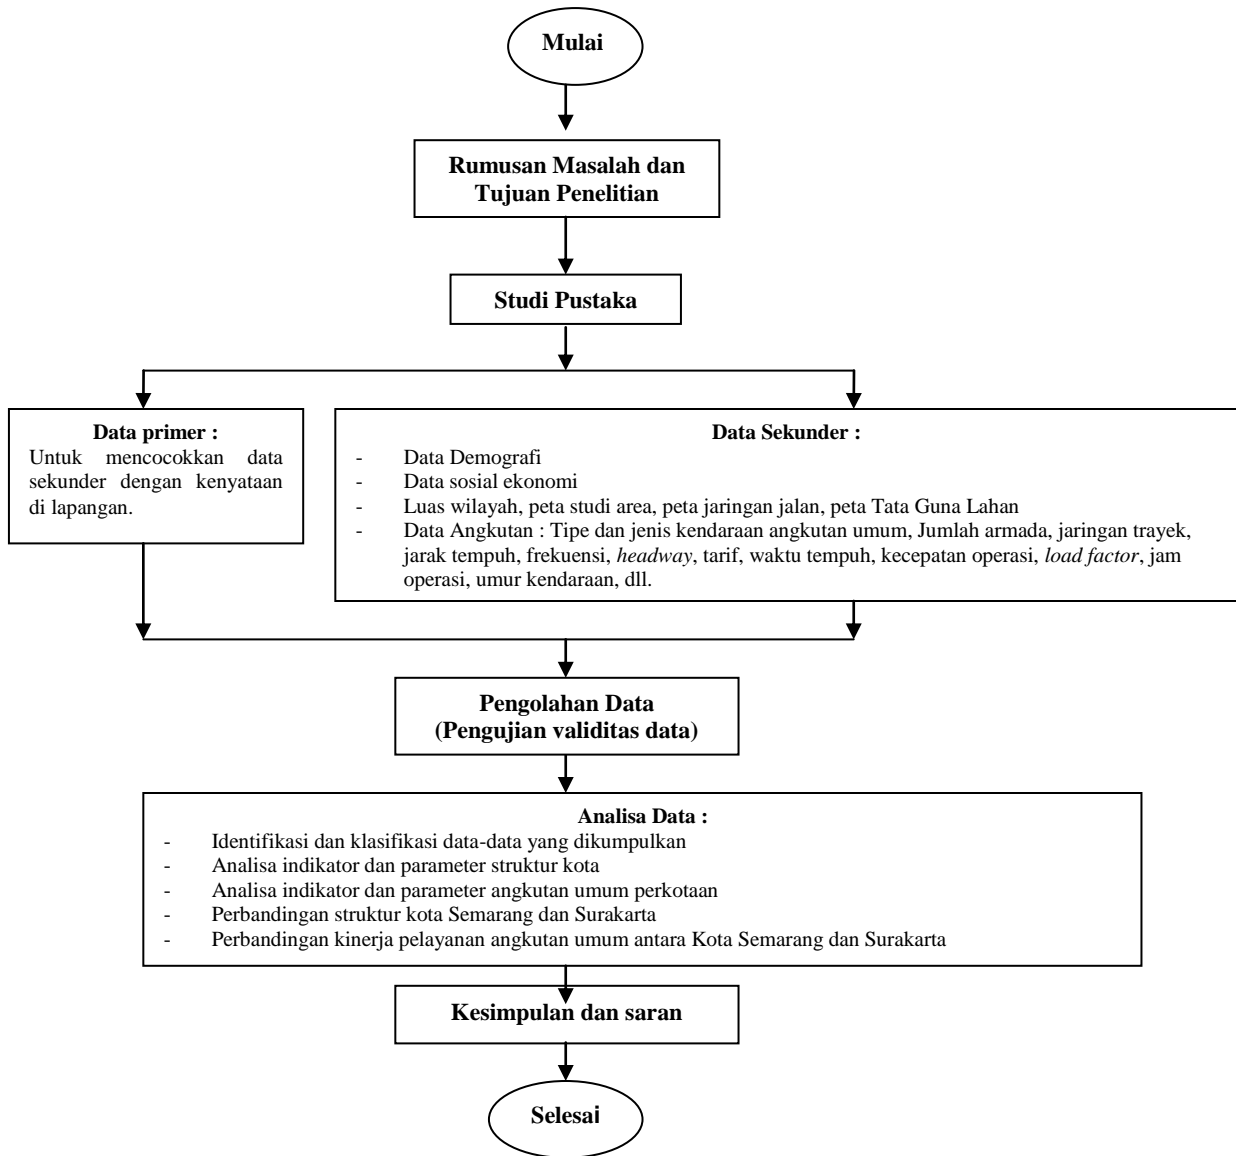 Mulai
Rumusan Masalah dan
Tujuan Penelitian
Studi Pustaka
Data primer :
Untuk mencocokkan data
sekunder dengan kenyataan
di lapangan.
Data Sekunder :
- Data Demografi
- Data sosial ekonomi
- Luas wilayah, peta studi area, peta jaringan jalan, peta Tata Guna Lahan
- Data Angkutan : Tipe dan jenis kendaraan angkutan umum, Jumlah armada, jaringan trayek,
jarak tempuh, frekuensi, headway, tarif, waktu tempuh, kecepatan operasi, load factor, jam
operasi, umur kendaraan, dll.
Pengolahan Data
(Pengujian validitas data)
Analisa Data :
- Identifikasi dan klasifikasi data-data yang dikumpulkan
- Analisa indikator dan parameter struktur kota
- Analisa indikator dan parameter angkutan umum perkotaan
- Perbandingan struktur kota Semarang dan Surakarta
- Perbandingan kinerja pelayanan angkutan umum antara Kota Semarang dan Surakarta
Kesimpulan dan saran
Selesai